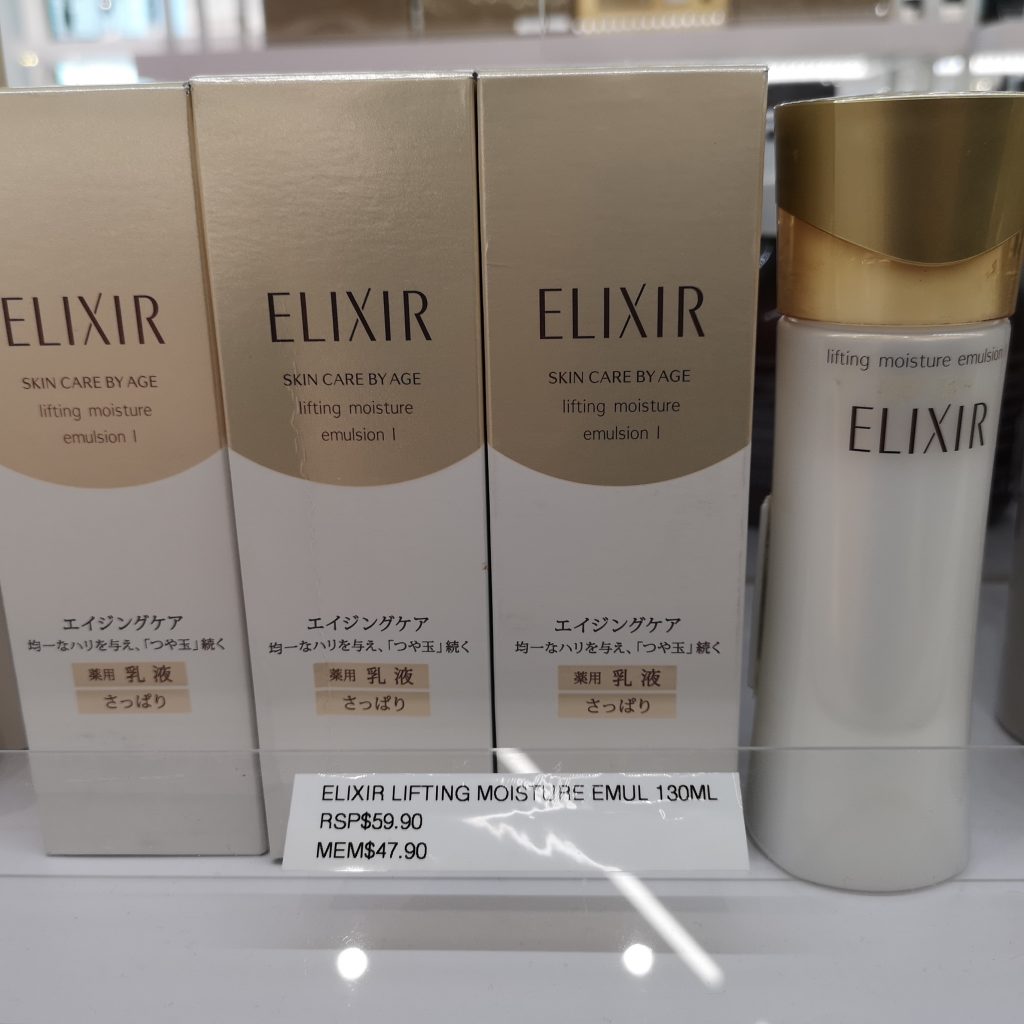 ELIXIR
SKIN CARE BY AGE
lifting moisture
emulsion I
エイジングケア
均一なハリを与え、「つや玉」続く
薬用 乳液
さっぱり
ELIXIR
SKIN CARE BY AGE
lifting moisture
emulsion I
エイジングケア
均一なハリを与え、「つや玉」続く
薬用 乳液
さっぱり
ELIXIR
SKIN CARE BY AGE
lifting moisture
emulsion I
エイジングケア
均一なハリを与え、「つや玉」続く
薬用 乳液
さっぱり
lifting moisture emulsion
ELIXIR
ELIXIR LIFTING MOISTURE EMUL 130ML
RSP$59.90
MEM$47.90